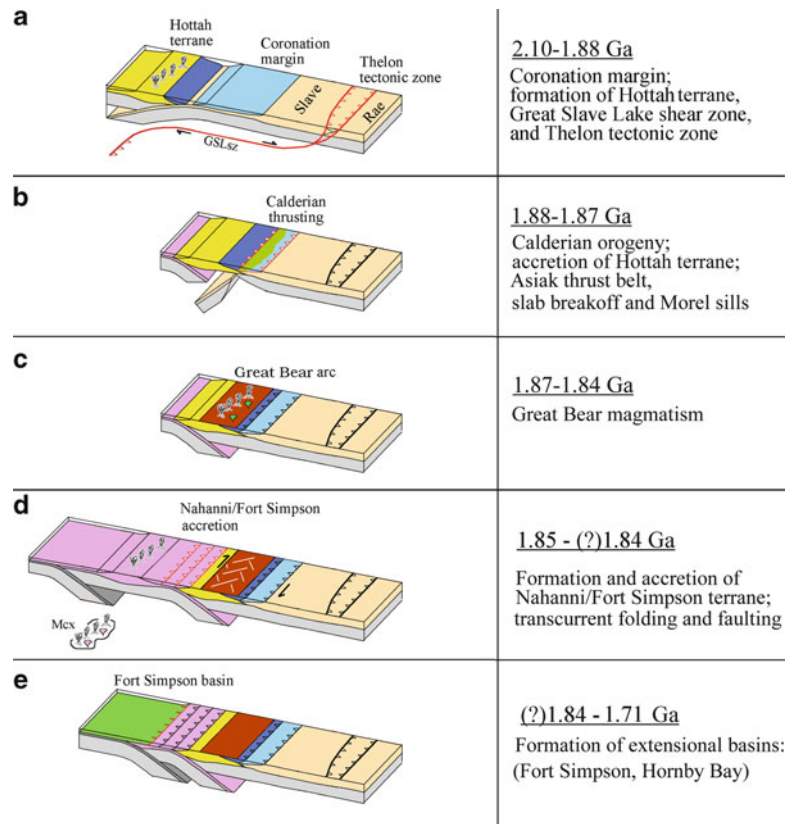 a
Hottah
terrane
Coronation
margin
Thelon
tectonic zone
Slave
Rae
GSLsz
2.10-1.88 Ga
Coronation margin;
formation of Hottah terrane,
Great Slave Lake shear zone,
and Thelon tectonic zone
b
Calderian
thrusting
1.88-1.87 Ga
Calderian orogeny;
accretion of Hottah terrane;
Asiak thrust belt,
slab breakoff and Morel sills
c
Great Bear arc
1.87-1.84 Ga
Great Bear magmatism
d
Nahanni/Fort Simpson
accretion
Mcx
1.85 - (?)1.84 Ga
Formation and accretion of
Nahanni/Fort Simpson terrane;
transcurrent folding and faulting
e
Fort Simpson basin
(?)1.84 - 1.71 Ga
Formation of extensional basins:
(Fort Simpson, Hornby Bay)